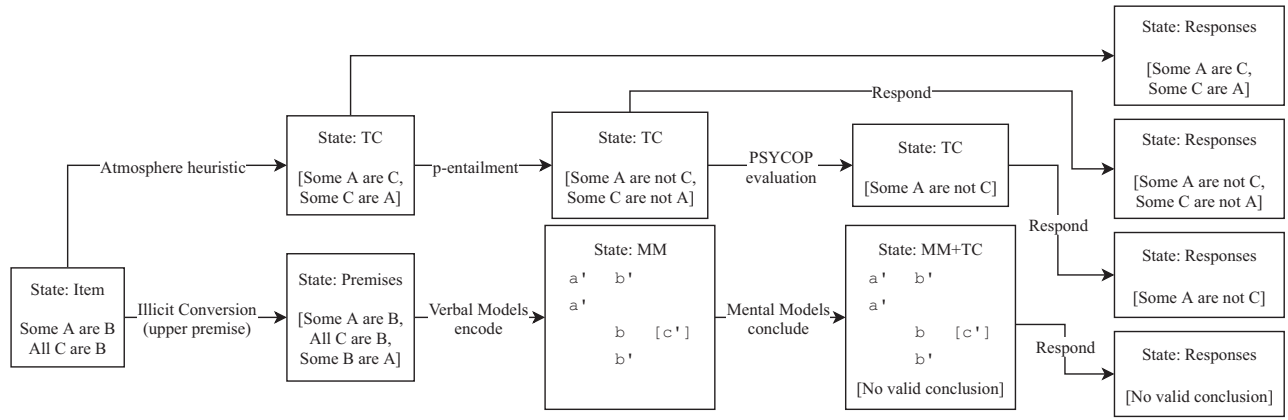 State: Responses
[Some A are C,
Some C are A]
Respond
State: TC
[Some A are C,
Some C are A]
State: TC
[Some A are not C,
Some C are not A]
State: TC
[Some A are not C]
State: Responses
[Some A are not C,
Some C are not A]
Atmosphere heuristic
p-entailment
PSYCOP
evaluation
Respond
State: Item
Some A are B
All C are B
Illicit Conversion
(upper premise)
State: Premises
[Some A are B,
All C are B,
Some B are A]
Verbal Models
encode
State: MM
a' b'
a'
b [c']
b'
Mental Models
conclude
State: MM+TC
a' b'
a'
b [c']
b'
[No valid conclusion]
State: Responses
[Some A are not C]
Respond
State: Responses
[No valid conclusion]